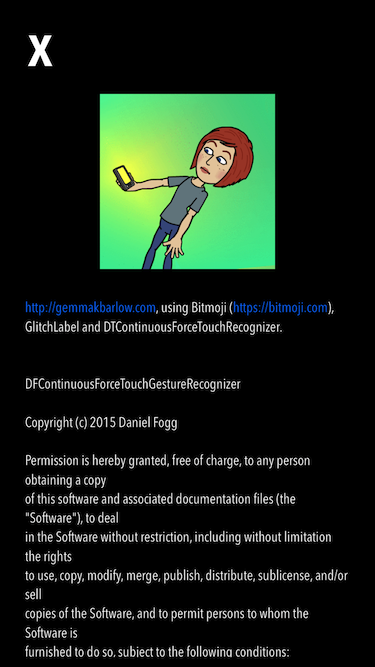 X
http://gemmakbarlow.com, using Bitmoji (https://bitmoji.com),
GlitchLabel and DTContinuousForceTouchRecognizer.
DFContinuousForceTouchGestureRecognizer
Copyright (c) 2015 Daniel Fogg
Permission is hereby granted, free of charge, to any person
obtaining a copy
of this software and associated documentation files (the
"Software"), to deal
in the Software without restriction, including without limitation
the rights
to use, copy, modify, merge, publish, distribute, sublicense, and/or
sell
copies of the Software, and to permit persons to whom the
Software is
furnished to do so, subject to the following conditions: